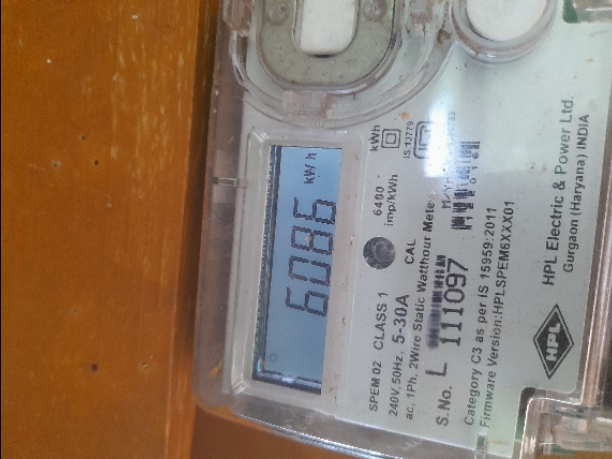 6086 kWh
SPEM 02 CLASS 1
6400
imp/kWh
kWh
240V, 50Hz, 5-30A CAL
IS 13779
ac, 1Ph, 2Wire Static Watthour Meter
S.No. L 111097
Category C3 as per IS 15959:2011
Firmware Version:HPLSPEM6XXX01
HPL
HPL Electric & Power Ltd.
Gurgaon (Haryana) INDIA